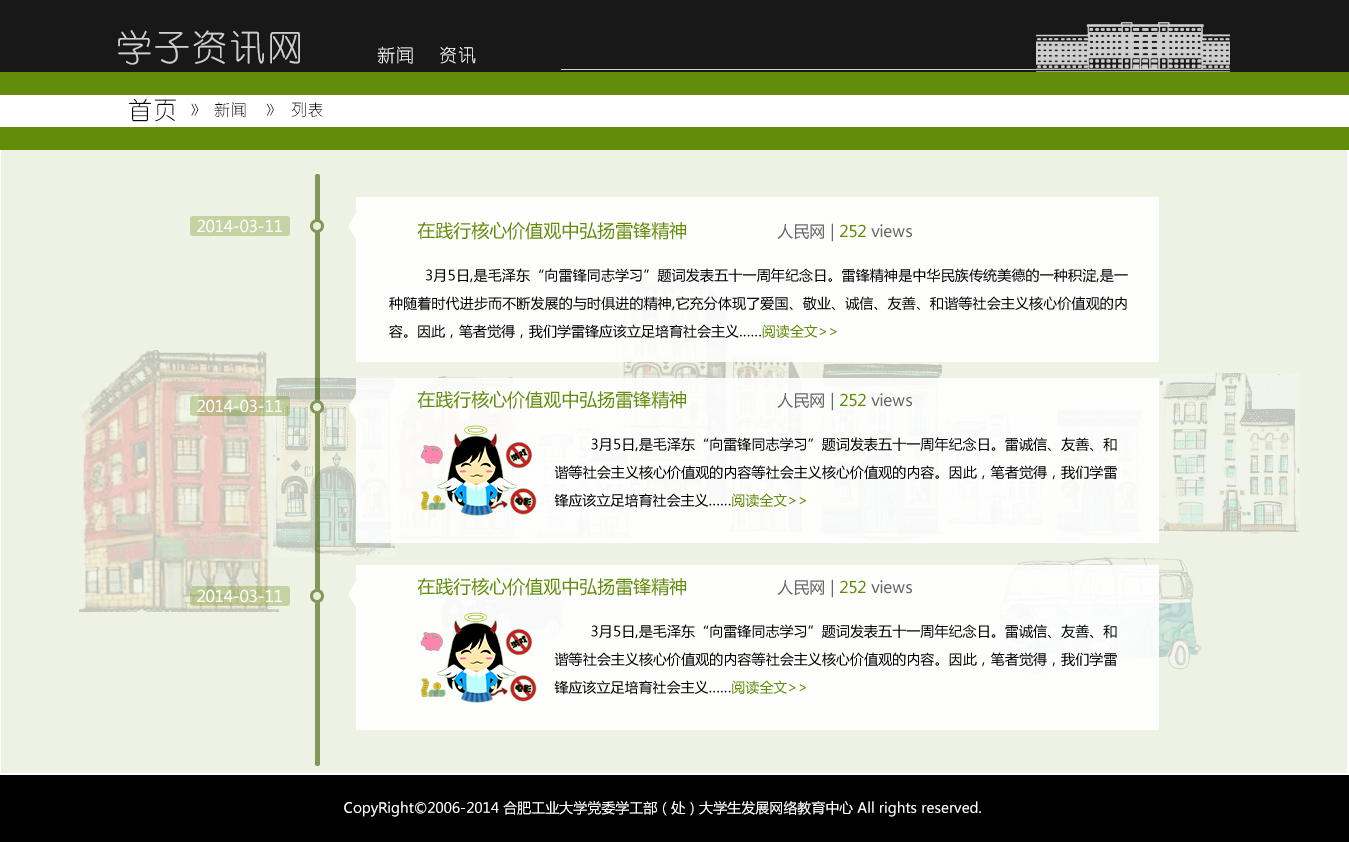 学子资讯网
新闻 资讯
首页 》 新闻 》 列表
2014-03-11
在践行核心价值观中弘扬雷锋精神 人民网 | 252 views
3月5日,是毛泽东“向雷锋同志学习”题词发表五十一周年纪念日。雷锋精神是中华民族传统美德的一种积淀,是一
种随着时代进步而不断发展的与时俱进的精神,它充分体现了爱国、敬业、诚信、友善、和谐等社会主义核心价值观的内
容。因此，笔者觉得，我们学雷锋应该立足培育社会主义......阅读全文>>
2014-03-11
在践行核心价值观中弘扬雷锋精神 人民网 | 252 views
3月5日,是毛泽东“向雷锋同志学习”题词发表五十一周年纪念日。雷诚信、友善、和
谐等社会主义核心价值观的内容等社会主义核心价值观的内容。因此，笔者觉得，我们学雷
锋应该立足培育社会主义......阅读全文>>
2014-03-11
在践行核心价值观中弘扬雷锋精神 人民网 | 252 views
3月5日,是毛泽东“向雷锋同志学习”题词发表五十一周年纪念日。雷诚信、友善、和
谐等社会主义核心价值观的内容等社会主义核心价值观的内容。因此，笔者觉得，我们学雷
锋应该立足培育社会主义......阅读全文>>
CopyRight©2006-2014 合肥工业大学党委学工部（处）大学生发展网络教育中心 All rights reserved.